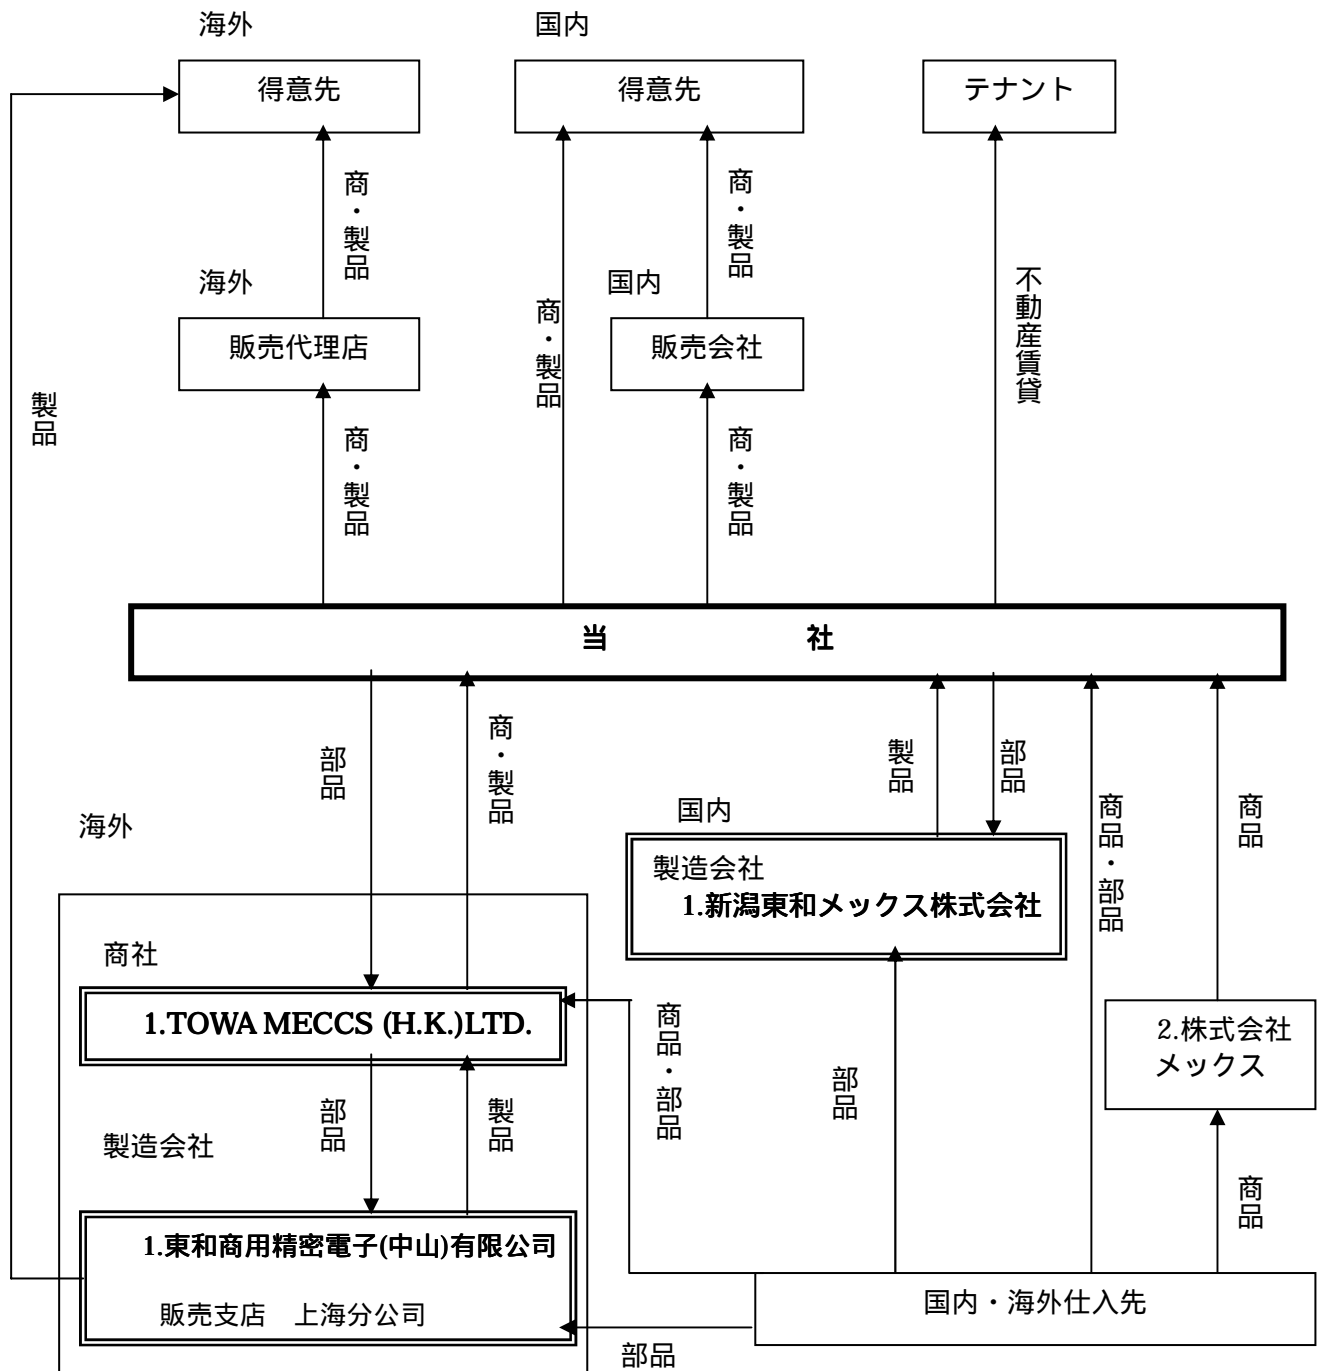 海外
国内
得意先
得意先
テナント
商・製品
商・製品
海外
国内
不動産賃貸
商・製品
販売代理店
販売会社
製品
商・製品
商・製品
当社
部品
商・製品
製品
部品
商品・部品
商品
海外
国内
製造会社
1.新潟東和メックス株式会社
商社
1.TOWA MECCS (H.K.)LTD.
商品・部品
部品
2.株式会社
メックス
部品
製品
製造会社
商品
1.東和商用精密電子(中山)有限公司
販売支店 上海分公司
国内・海外仕入先
部品